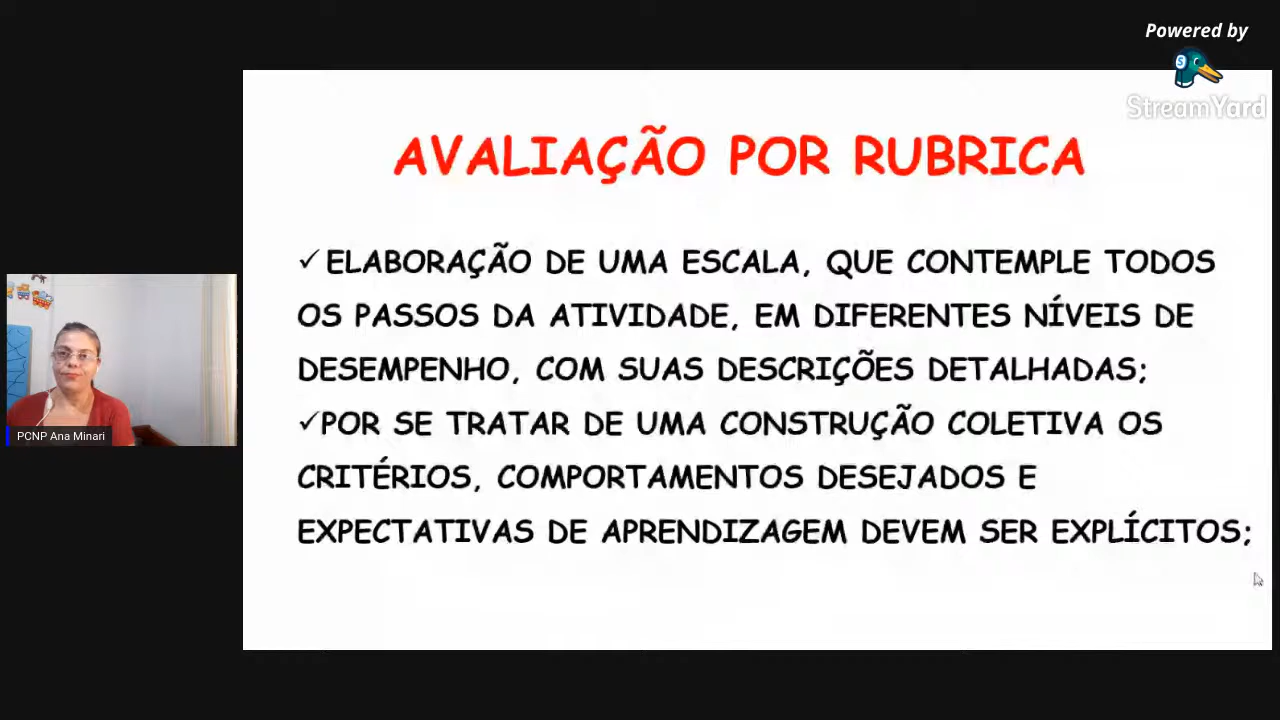 Powered by
StreamYard
AVALIAÇÃO POR RUBRICA
✓ELABORAÇÃO DE UMA ESCALA, QUE CONTEMPLE TODOS
OS PASSOS DA ATIVIDADE, EM DIFERENTES NÍVEIS DE
DESEMPENHO, COM SUAS DESCRIÇÕES DETALHADAS;
✓POR SE TRATAR DE UMA CONSTRUÇÃO COLETIVA OS
CRITÉRIOS, COMPORTAMENTOS DESEJADOS E
EXPECTATIVAS DE APRENDIZAGEM DEVEM SER EXPLÍCITOS;
PCNP Ana Minari